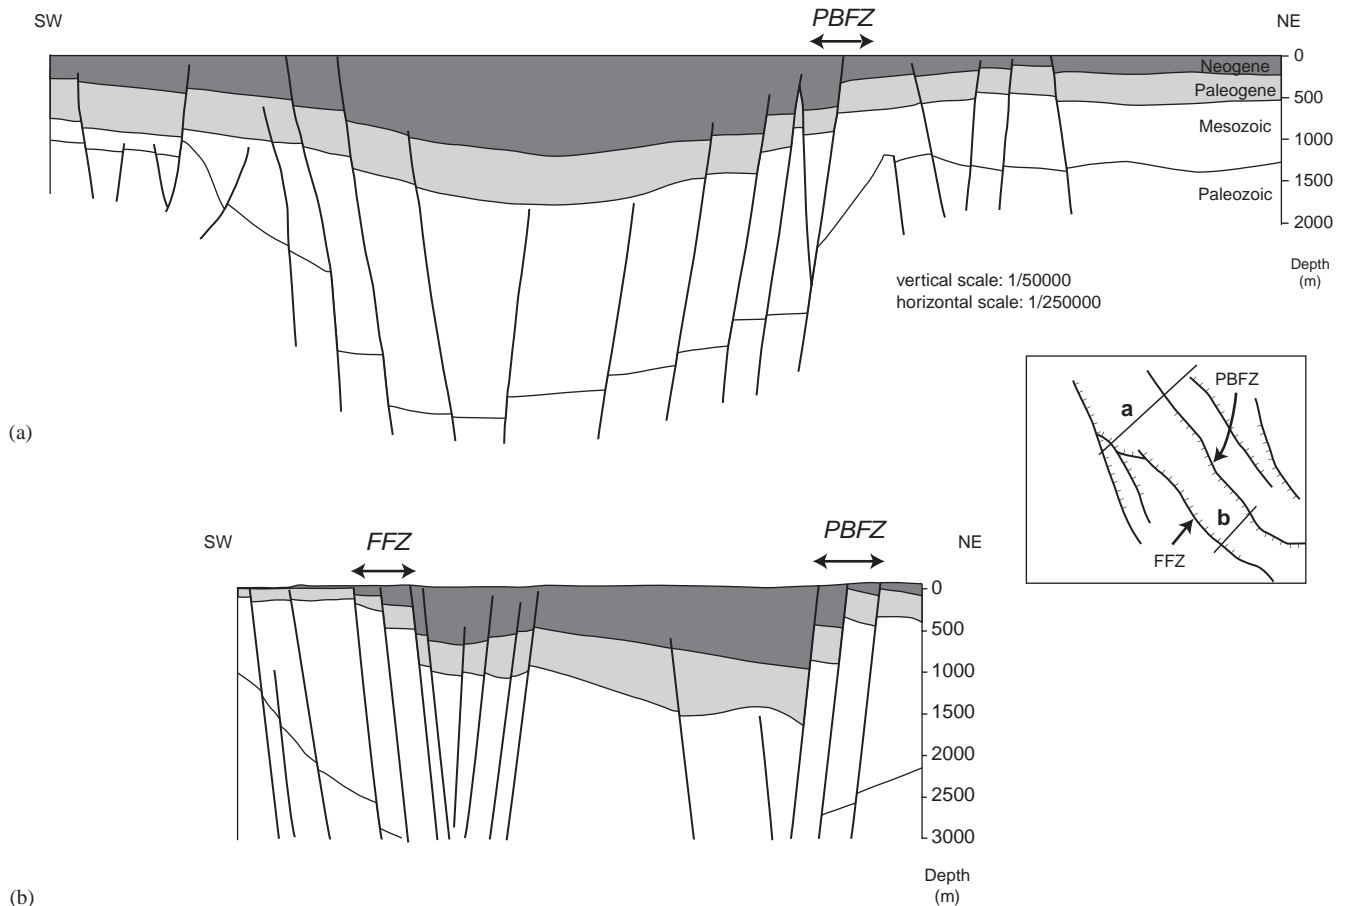 SW
PBFZ
NE
0
Neogene
Paleogene
500
Mesozoic
1000
1500
Paleozoic
2000
Depth
(m)
vertical scale: 1/50000
horizontal scale: 1/250000
(a)
PBFZ
a
b
FFZ
SW
FFZ
PBFZ
NE
0
500
1000
1500
2000
2500
3000
Depth
(m)
(b)